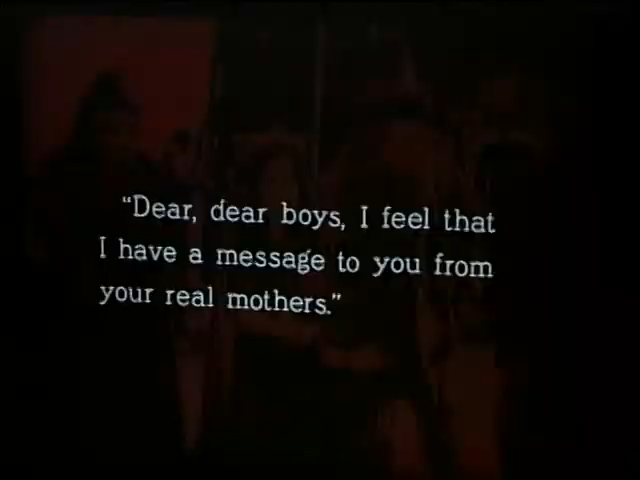 "Dear, dear boys, I feel that
I have a message to you from
your real mothers."